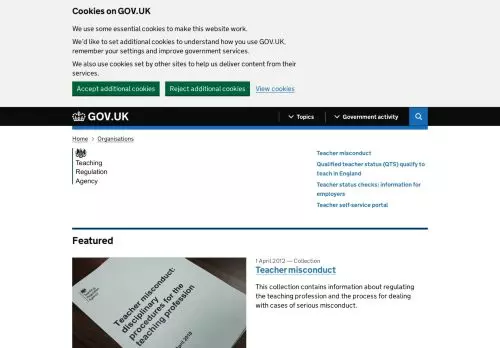 Cookies on GOV.UK
We use some essential cookies to make this website work.
We'd like to set additional cookies to understand how you use GOV.UK,
remember your settings and improve government services.
We also use cookies set by other sites to help us deliver content from their
services.
Accept additional cookies
Reject additional cookies
View cookies
GOV.UK
Topics
Government activity
Home
Organisations
Teaching
Regulation
Agency
Teacher misconduct
Qualified teacher status (QTS) qualify to
teach in England
Teacher status checks: information for
employers
Teacher self-service portal
Featured
Teacher misconduct:
disciplinary
procedures for the
teaching profession
1 April 2012 — Collection
Teacher misconduct
This collection contains information about regulating
the teaching profession and the process for dealing
with cases of serious misconduct.